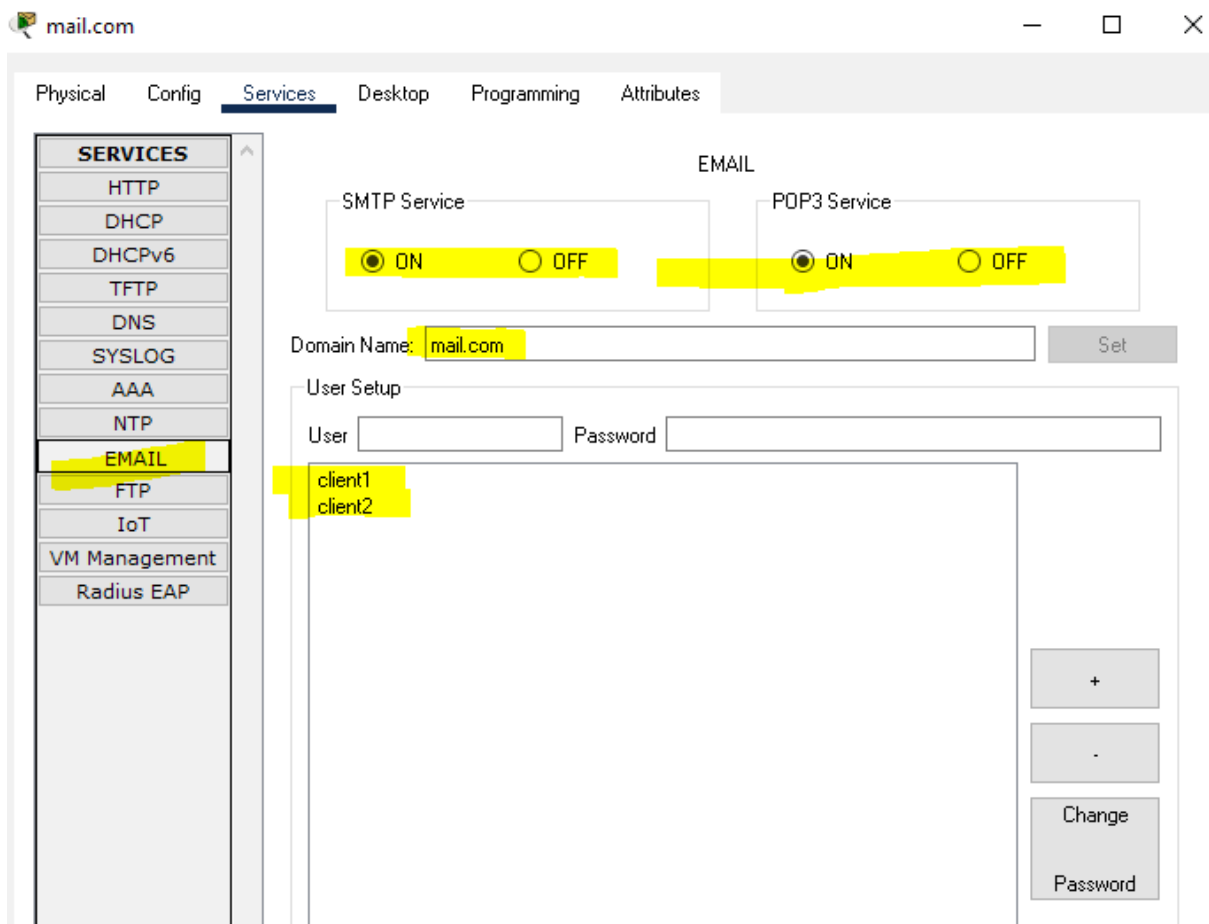 mail.com
Physical Config Services Desktop Programming Attributes
SERVICES
HTTP
DHCP
DHCPv6
TFTP
DNS
SYSLOG
AAA
NTP
EMAIL
FTP
IoT
VM Management
Radius EAP
EMAIL
SMTP Service
ON OFF
POP3 Service
ON OFF
Domain Name: mail.com Set
User Setup
User Password
client1
client2
+
-
Change
Password